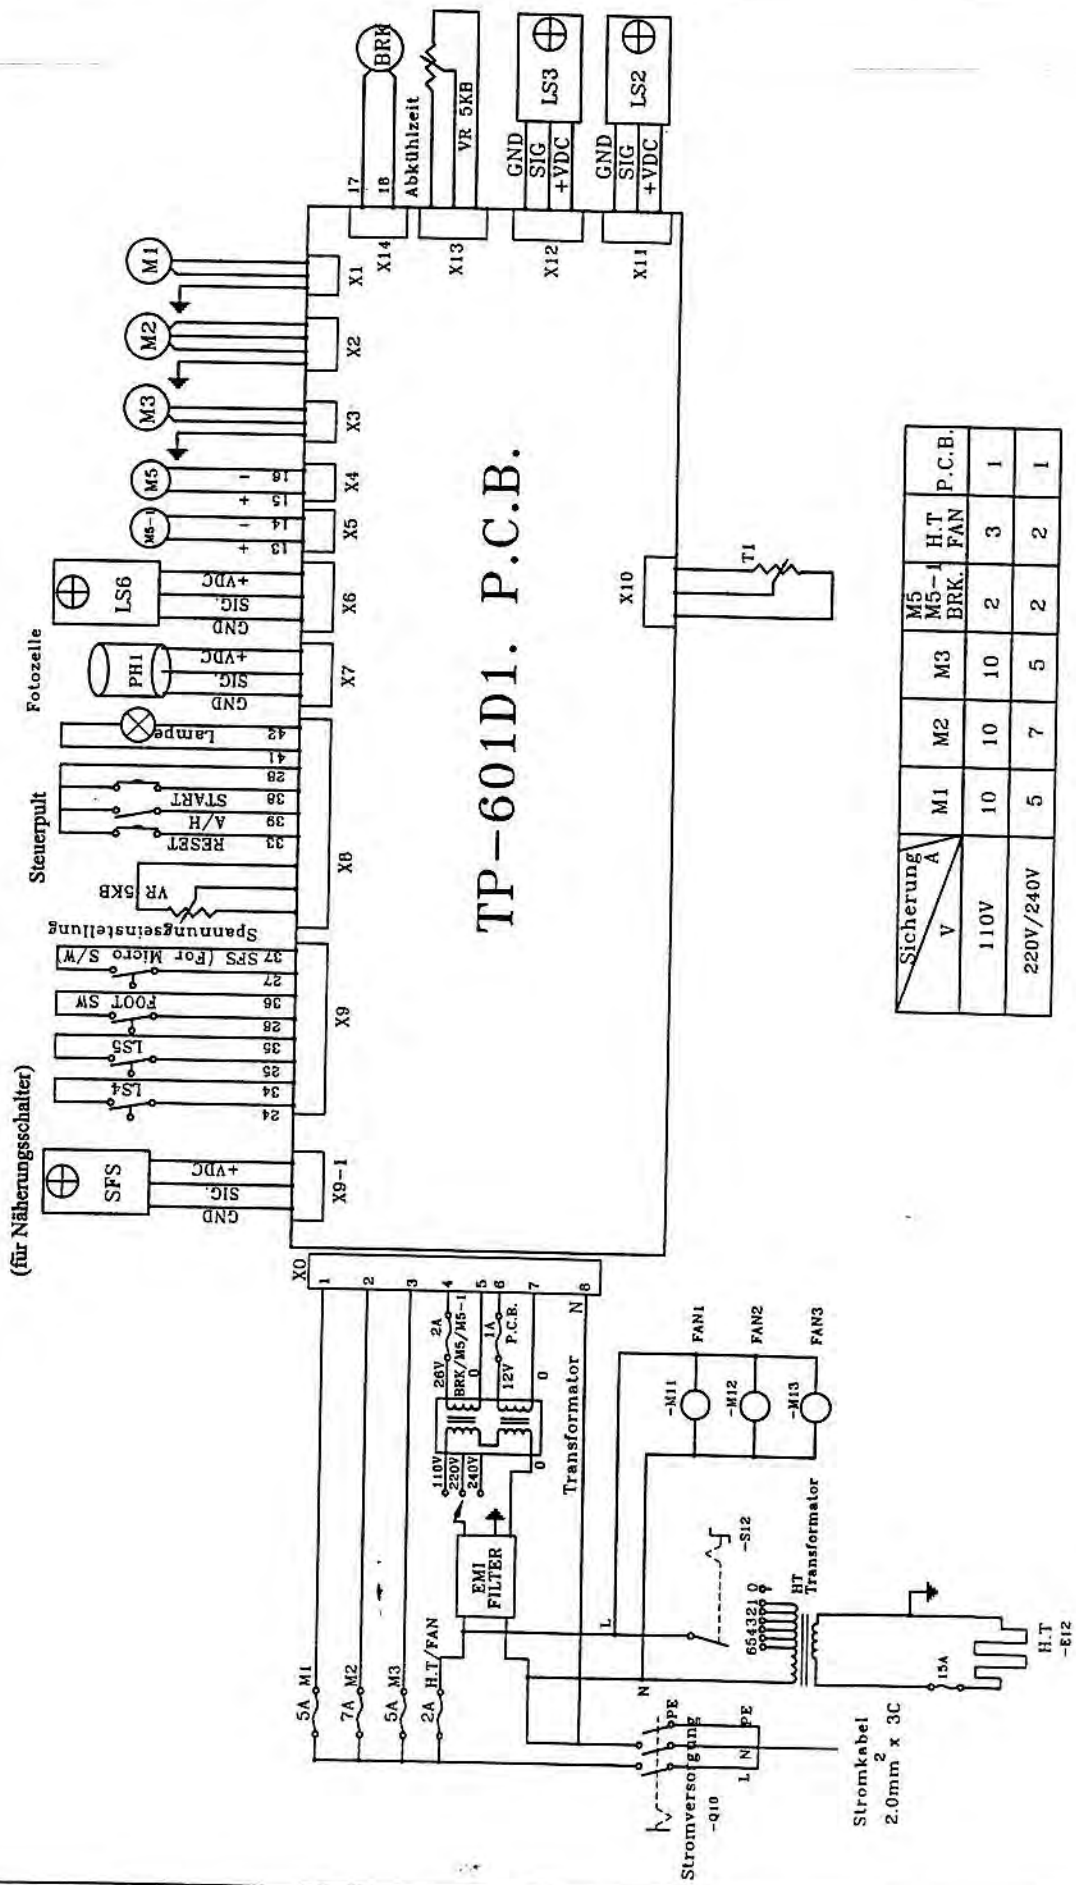 (für Näherungsschalter)
Steuerpult
Fotozelle
SFS
GND
SIG.
+VDC
X9-1
LS4
24
34
LS5
25
35
FOOT SW
28
36
SFS (For Micro S/W)
27
37
X9
Spannungseinstellung
VR 5KB
RESET
33
A/H
39
START
38
28
41
Lampe
42
X8
PH1
GND
SIG.
+VDC
X7
LS6
GND
SIG.
+VDC
X6
M5-1
+
-
13
14
X5
M5
+
-
15
16
X4
M3
X3
M2
X2
M1
X1
BRK
17
18
X14
Abkühlzeit
VR 5KB
X13
LS3
GND
SIG
+VDC
X12
LS2
GND
SIG
+VDC
X11
TP-601D1. P.C.B.
X10
T1
X0
1
2
3
4
5
6
7
8
N
5A M1
7A M2
5A M3
2A H.T/FAN
EMI
FILTER
110V
220V
240V
0
26V
2A
BRK/M5/M5-1
0
12V
1A
P.C.B.
0
Transformator
L
N
-M11
FAN1
-M12
FAN2
-M13
FAN3
-S12
6543210
HT
Transformator
15A
H.T
-E12
PE
Stromversorgung
-Q10
L N PE
Stromkabel
2.0mm² x 3C
Sicherung A
V
M1
M2
M3
M5
M5-1
BRK.
H.T
FAN
P.C.B.
110V 10 10 10 2 3 1
220V/240V 5 7 5 2 2 1